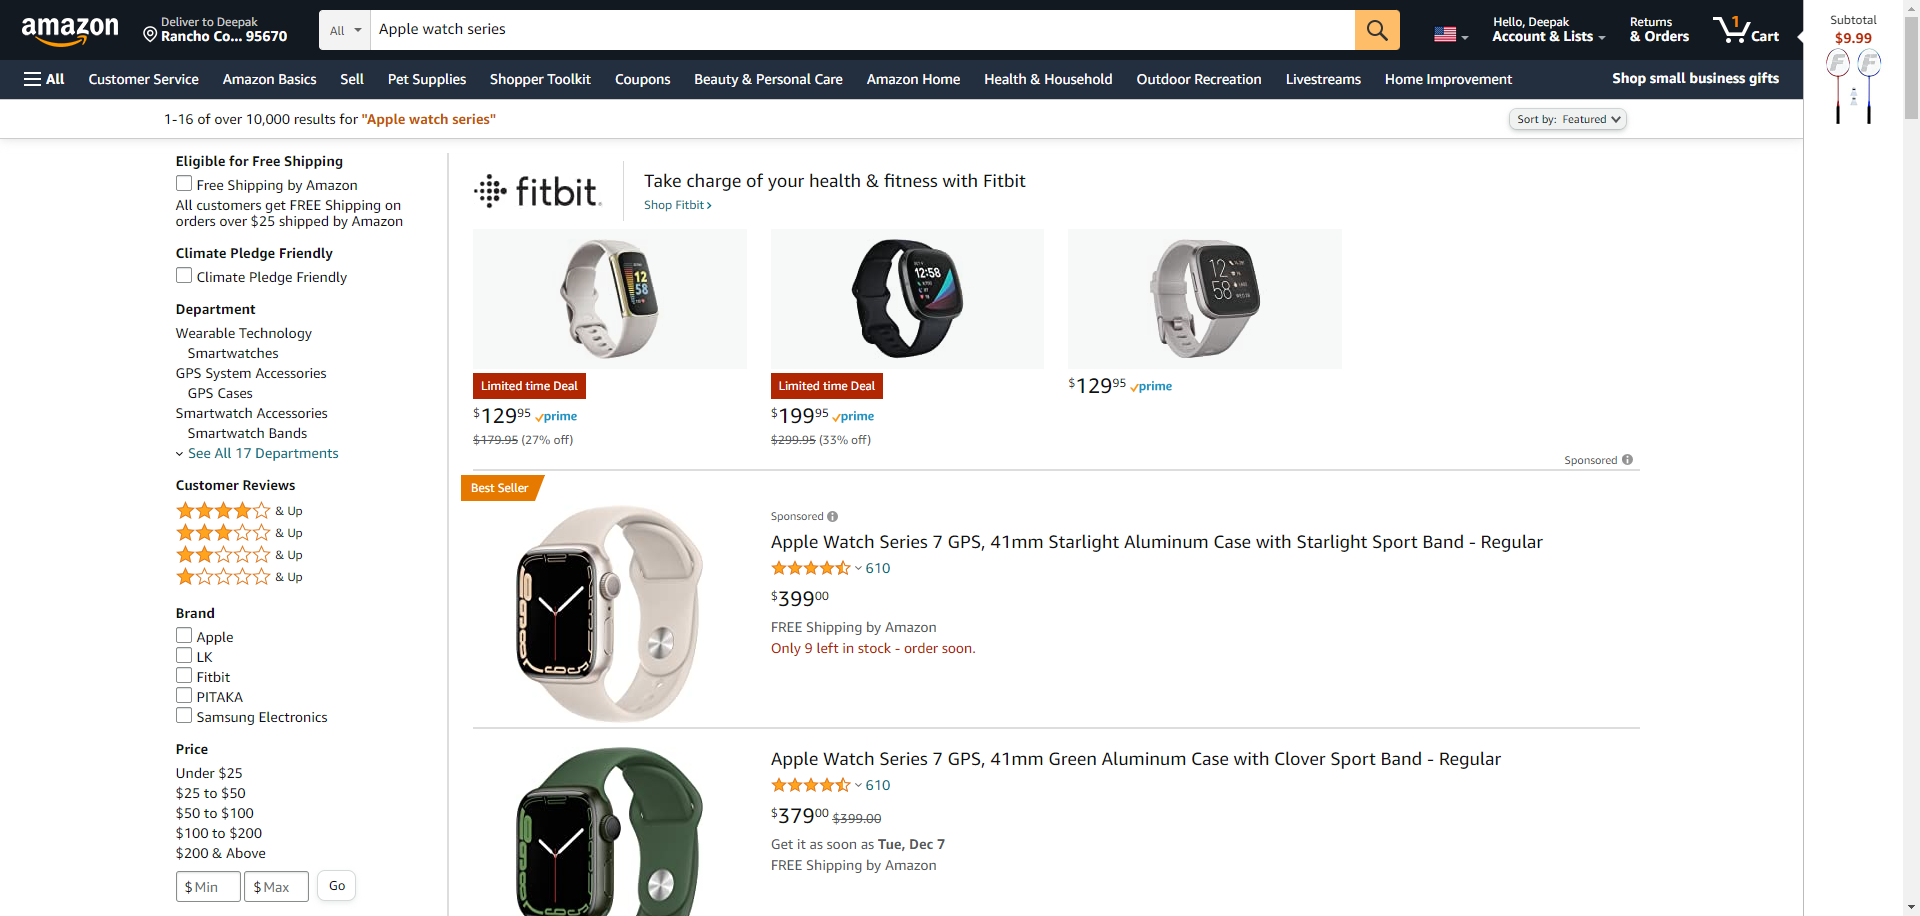 amazon
Deliver to Deepak
Rancho Co... 95670
All
Apple watch series
Hello, Deepak
Account & Lists
Returns
& Orders
1
Cart
Subtotal
$9.99
All
Customer Service
Amazon Basics
Sell
Pet Supplies
Shopper Toolkit
Coupons
Beauty & Personal Care
Amazon Home
Health & Household
Outdoor Recreation
Livestreams
Home Improvement
Shop small business gifts
1-16 of over 10,000 results for "Apple watch series"
Sort by: Featured
Eligible for Free Shipping
Free Shipping by Amazon
All customers get FREE Shipping on
orders over $25 shipped by Amazon
Climate Pledge Friendly
Climate Pledge Friendly
Department
Wearable Technology
Smartwatches
GPS System Accessories
GPS Cases
Smartwatch Accessories
Smartwatch Bands
See All 17 Departments
Customer Reviews
& Up
& Up
& Up
& Up
Brand
Apple
LK
Fitbit
PITAKA
Samsung Electronics
Price
Under $25
$25 to $50
$50 to $100
$100 to $200
$200 & Above
$ Min
$ Max
Go
fitbit.
Take charge of your health & fitness with Fitbit
Shop Fitbit ›
12
58
12:58
12
58
Limited time Deal
$129 95 prime
$179.95 (27% off)
Limited time Deal
$199 95 prime
$299.95 (33% off)
$129 95 prime
Sponsored
Best Seller
Sponsored
Apple Watch Series 7 GPS, 41mm Starlight Aluminum Case with Starlight Sport Band - Regular
610
$399 00
FREE Shipping by Amazon
Only 9 left in stock - order soon.
Apple Watch Series 7 GPS, 41mm Green Aluminum Case with Clover Sport Band - Regular
610
$379 00 $399.00
Get it as soon as Tue, Dec 7
FREE Shipping by Amazon